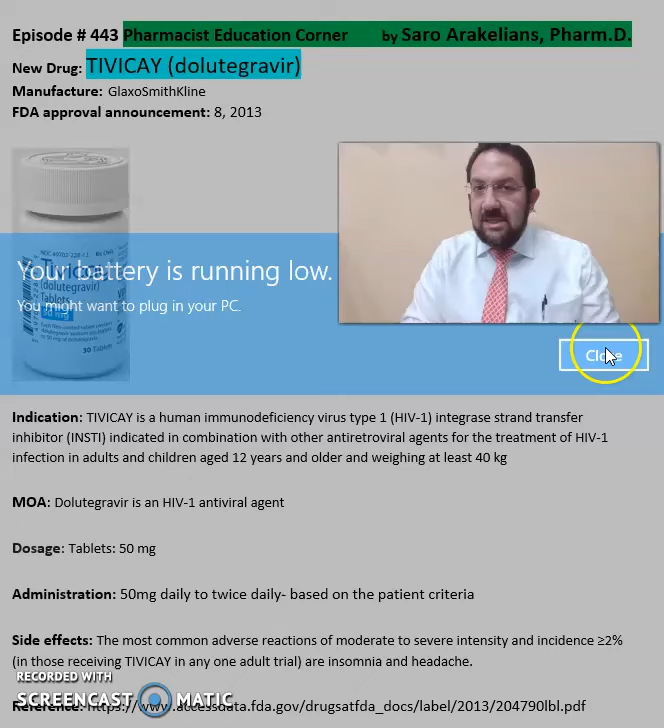 Episode # 443 Pharmacist Education Corner by Saro Arakelians, Pharm.D.
New Drug: TIVICAY (dolutegravir)
Manufacture: GlaxoSmithKline
FDA approval announcement: 8, 2013
Your battery is running low.
You might want to plug in your PC.
Close
Tivicay
(dolutegravir)
Tablets
50 mg
30 Tablets
Indication: TIVICAY is a human immunodeficiency virus type 1 (HIV-1) integrase strand transfer
inhibitor (INSTI) indicated in combination with other antiretroviral agents for the treatment of HIV-1
infection in adults and children aged 12 years and older and weighing at least 40 kg
MOA: Dolutegravir is an HIV-1 antiviral agent
Dosage: Tablets: 50 mg
Administration: 50mg daily to twice daily- based on the patient criteria
Side effects: The most common adverse reactions of moderate to severe intensity and incidence ≥2%
(in those receiving TIVICAY in any one adult trial) are insomnia and headache.
RECORDED WITH
SCREENCAST MATIC
Reference: https://www.accessdata.fda.gov/drugsatfda_docs/label/2013/204790lbl.pdf